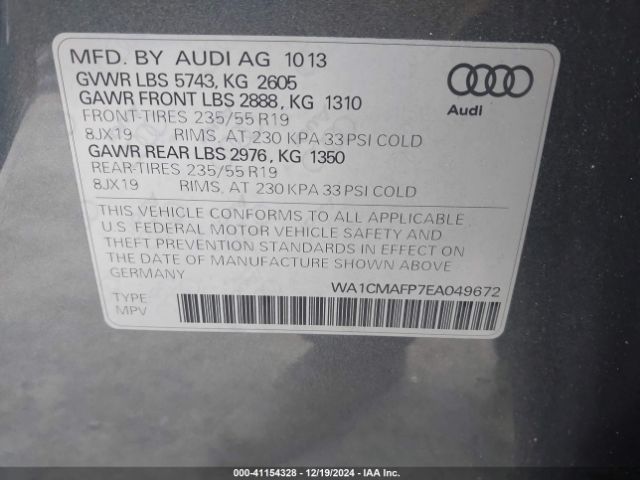 MFD. BY AUDI AG 10 13
GVWR LBS 5743, KG 2605
GAWR FRONT LBS 2888, KG 1310
FRONT-TIRES 235/55 R19
8JX19 RIMS, AT 230 KPA 33 PSI COLD
GAWR REAR LBS 2976, KG 1350
REAR-TIRES 235/55 R19
8JX19 RIMS, AT 230 KPA 33 PSI COLD
Audi
THIS VEHICLE CONFORMS TO ALL APPLICABLE
U.S. FEDERAL MOTOR VEHICLE SAFETY AND
THEFT PREVENTION STANDARDS IN EFFECT ON
THE DATE OF MANUFACTURE SHOWN ABOVE
GERMANY
WA1CMAFP7EA049672
TYPE:
MPV
000-41154328 - 12/19/2024 - IAA Inc.